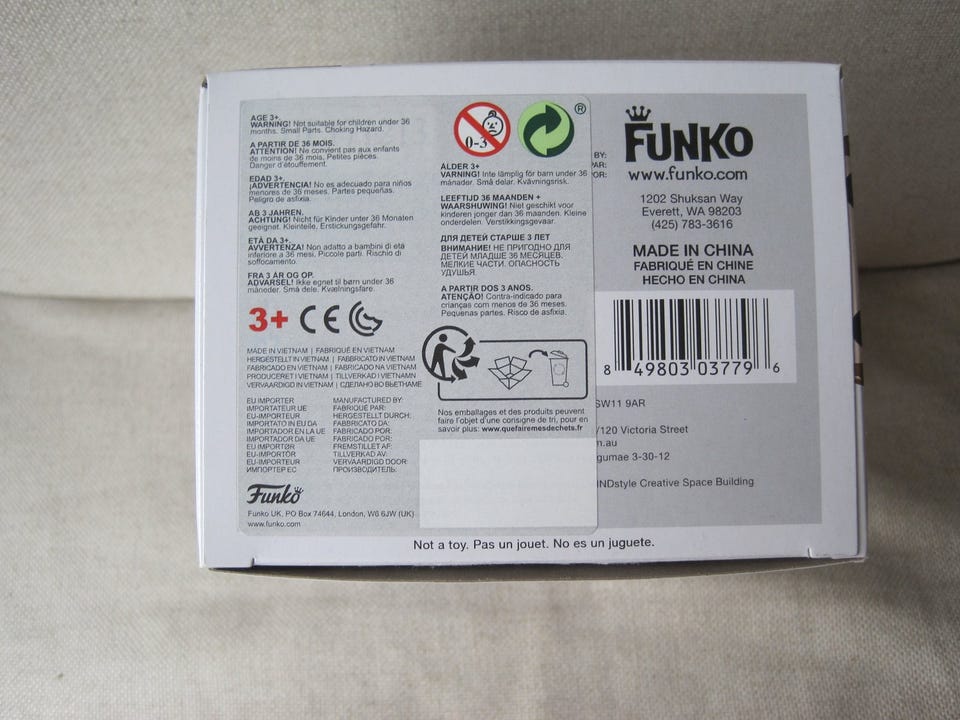 AGE 3+.
WARNING! Not suitable for children under 36
months. Small Parts. Choking Hazard.
A PARTIR DE 36 MOIS.
ATTENTION! Ne convient pas aux enfants
de moins de 36 mois. Petites pièces.
Danger d'étouffement.
EDAD 3+.
¡ADVERTENCIA! No es adecuado para niños
menores de 36 meses. Partes pequeñas.
Peligro de asfixia.
AB 3 JAHREN.
ACHTUNG! Nicht für Kinder unter 36 Monaten
geeignet. Kleinteile. Erstickungsgefahr.
ETÀ DA 3+.
AVVERTENZA! Non adatto a bambini di età
inferiore a 36 mesi. Piccole parti. Rischio di
soffocamento.
FRA 3 ÅR OG OP.
ADVARSEL! Ikke egnet til børn under 36
måneder. Små dele. Kvælningsfare.
3+ CE
MADE IN VIETNAM | FABRIQUÉ EN VIETNAM
HERGESTELLT IN VIETNAM | FABBRICATO IN VIETNAM
FABRICADO EN VIETNAM | FABRICADO NA VIETNAM
PRODUCERET I VIETNAM | TILLVERKAD I VIETNAMN
VERVAARDIGD IN VIETNAM | СДЕЛАНО ВО ВЬЕТНАМЕ
EU IMPORTER
IMPORTATEUR UE
EU-IMPORTEUR
IMPORTATO IN EU DA
IMPORTADOR EN LA UE
IMPORTADOR DA UE
EU IMPORTØR
EU-IMPORTÖR
EU-IMPORTEUR
ИМПОРТЕР ЕС
MANUFACTURED BY:
FABRIQUÉ PAR:
HERGESTELLT DURCH:
FABBRICATO DA:
FABRICADO POR:
FABRICADO POR:
FREMSTILLET AF:
TILLVERKAD AV:
VERVAARDIGD DOOR:
ПРОИЗВОДИТЕЛЬ:
Funko
Funko UK, PO Box 74644, London, W6 6JW (UK)
www.funko.com
0-3
®
ÅLDER 3+
VARNING! Inte lämplig för barn under 36
månader. Små delar. Kvävningsrisk.
LEEFTIJD 36 MAANDEN +
WAARSHUWING! Niet geschikt voor
kinderen jonger dan 36 maanden. Kleine
onderdelen. Verstikkingsgevaar.
ДЛЯ ДЕТЕЙ СТАРШЕ 3 ЛЕТ
ВНИМАНИЕ! НЕ ПРИГОДНО ДЛЯ
ДЕТЕЙ МЛАДШЕ 36 МЕСЯЦЕВ.
МЕЛКИЕ ЧАСТИ. ОПАСНОСТЬ
УДУШЬЯ.
A PARTIR DOS 3 ANOS.
ATENÇÃO! Contra-indicado para
crianças com menos de 36 meses.
Pequenas partes. Risco de asfixia.
Nos emballages et des produits peuvent
faire l'objet d'une consigne de tri, pour en
savoir plus: www.quefairemesdechets.fr
BY:
PAR:
POR:
FUNKO
www.funko.com
1202 Shuksan Way
Everett, WA 98203
(425) 783-3616
MADE IN CHINA
FABRIQUÉ EN CHINE
HECHO EN CHINA
8 49803 03779 6
SW11 9AR
/120 Victoria Street
n.au
gumae 3-30-12
INDstyle Creative Space Building
Not a toy. Pas un jouet. No es un juguete.